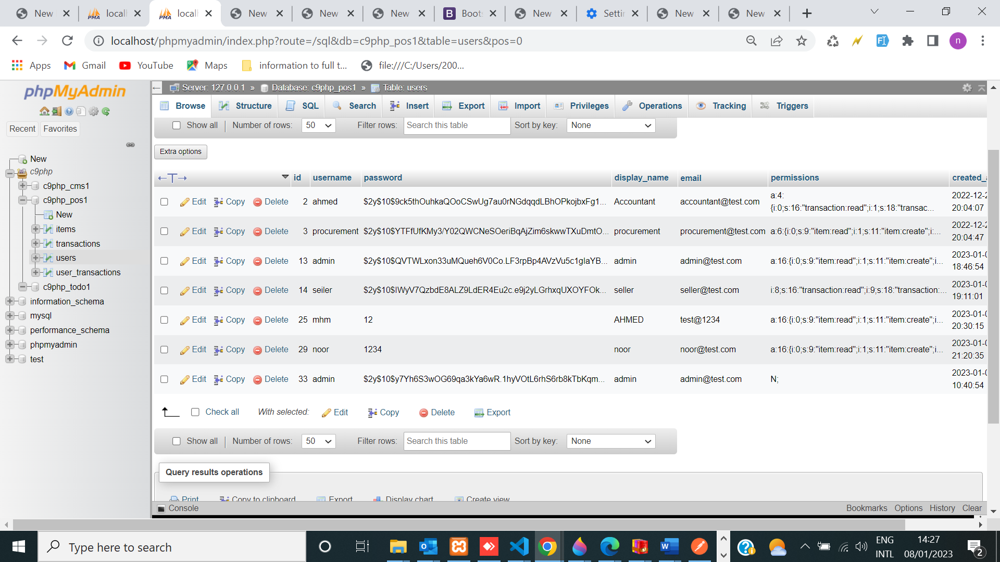 New
locall
locall
New
New
New
Boots
New
Settin
New
New
localhost/phpmyadmin/index.php?route=/sql&db=c9php_pos1&table=users&pos=0
n
Apps
Gmail
YouTube
Maps
information to full t...
file:///C:/Users/200...
phpMyAdmin
Recent
Favorites
New
c9php
c9php_cms1
c9php_pos1
New
items
transactions
users
user_transactions
c9php_todo1
information_schema
mysql
performance_schema
phpmyadmin
test
Server: 127.0.0.1 » Database: c9php_pos1 » Table: users
Browse Structure SQL Search Insert Export Import Privileges Operations Tracking Triggers
Show all Number of rows: 50 Filter rows: Search this table Sort by key: None
Extra options
id username password display_name email permissions created_a
Edit Copy Delete 2 ahmed $2y$10$9ck5thOuhkaQOoCSwUg7au0rNGdqqdLBhOPkojbxFg1... Accountant accountant@test.com a:4:{i:0;s:16:"transaction:read";i:1;s:18:"transac... 2022-12-2 20:04:07
Edit Copy Delete 3 procurement $2y$10$YTFfUfKMy3/Y02QWCNeSOeriBqAjZim6skwwTXuDmtO... procurement procurement@test.com a:6:{i:0;s:9:"item:read";i:1;s:11:"item:create";i:... 2022-12-2 20:04:47
Edit Copy Delete 13 admin $2y$10$QVTWLxon33uMQueh6V0Co.LF3rpBp4AVzVu5c1glaYB... admin admin@test.com a:16:{i:0;s:9:"item:read";i:1;s:11:"item:create";i... 2023-01-0 18:46:54
Edit Copy Delete 14 seiler $2y$10$IWyV7QzbdE8ALZ9LdER4Eu2c.e9j2yLGrhxqUXOYFOk... seller seller@test.com i:8;s:16:"transaction:read";i:9;s:18:"transaction:... 2023-01-0 19:11:01
Edit Copy Delete 25 mhm 12 AHMED test@1234 a:16:{i:0;s:9:"item:read";i:1;s:11:"item:create";i... 2023-01-0 20:30:15
Edit Copy Delete 29 noor 1234 noor noor@test.com a:16:{i:0;s:9:"item:read";i:1;s:11:"item:create";i... 2023-01-0 21:20:35
Edit Copy Delete 33 admin $2y$10$y7Yh6S3wOG69qa3kYa6wR.1hyVOtL6rhS6rb8kTbKqm... admin admin@test.com N; 2023-01-0 10:40:54
Check all With selected: Edit Copy Delete Export
Show all Number of rows: 50 Filter rows: Search this table Sort by key: None
Query results operations
Print Copy to clipboard Export Display chart Create view
Console Bookmarks Options History Clear
Type here to search
ENG
INTL
14:27
08/01/2023
2